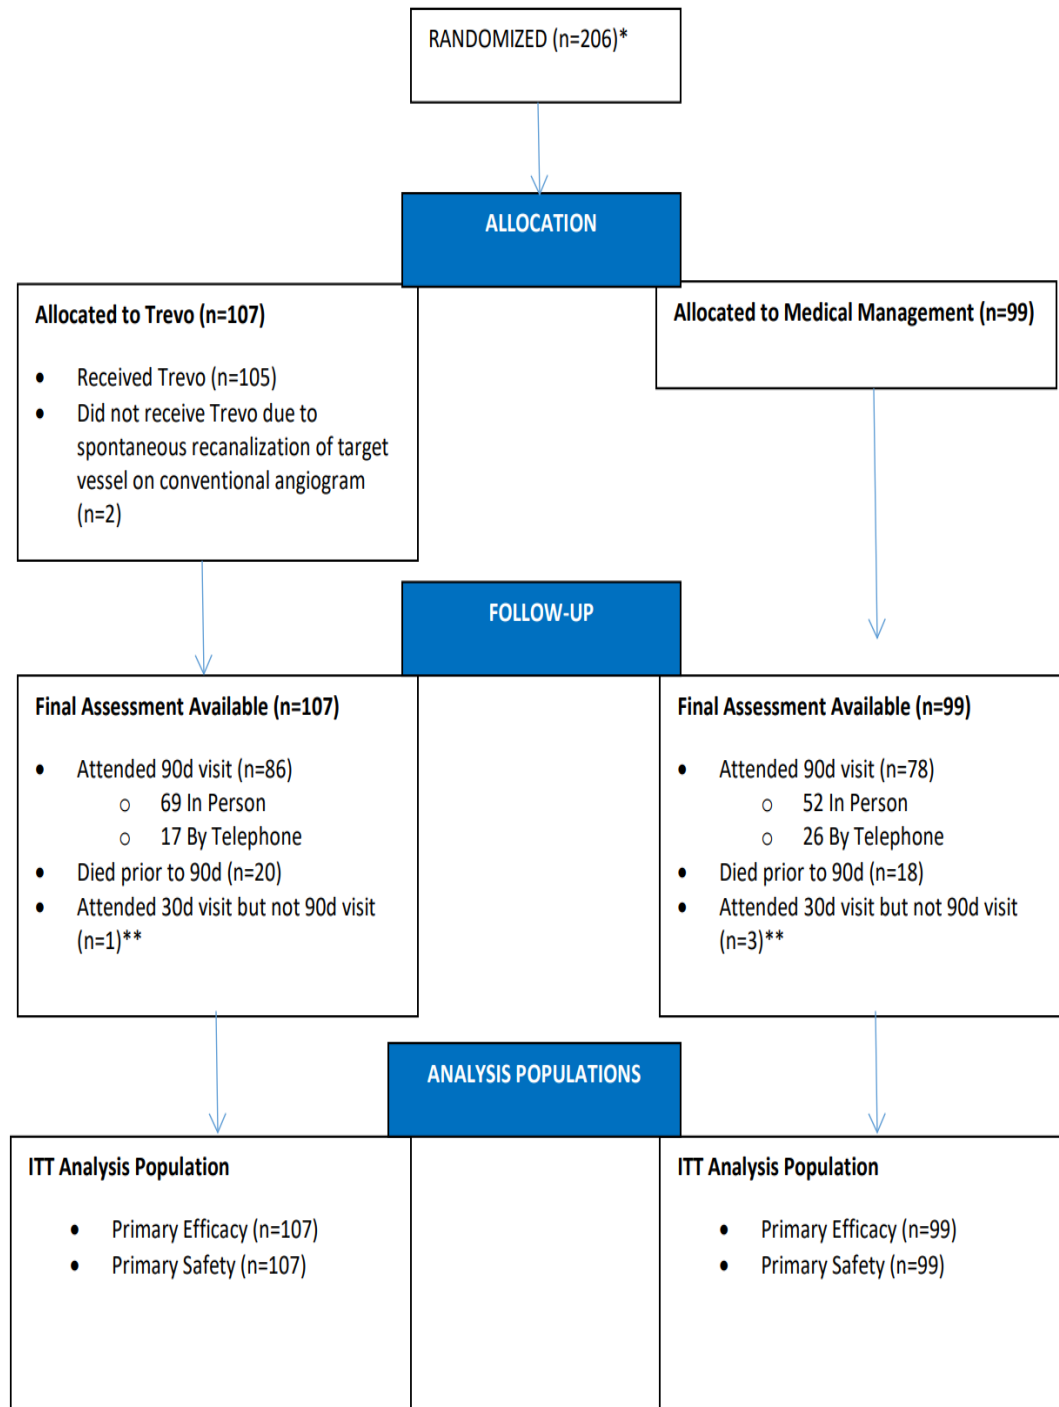 RANDOMIZED (n=206)*
ALLOCATION
Allocated to Trevo (n=107)
• Received Trevo (n=105)
• Did not receive Trevo due to
spontaneous recanalization of target
vessel on conventional angiogram
(n=2)
Allocated to Medical Management (n=99)
FOLLOW-UP
Final Assessment Available (n=107)
• Attended 90d visit (n=86)
o 69 In Person
o 17 By Telephone
• Died prior to 90d (n=20)
• Attended 30d visit but not 90d visit
(n=1)**
Final Assessment Available (n=99)
• Attended 90d visit (n=78)
o 52 In Person
o 26 By Telephone
• Died prior to 90d (n=18)
• Attended 30d visit but not 90d visit
(n=3)**
ANALYSIS POPULATIONS
ITT Analysis Population
• Primary Efficacy (n=107)
• Primary Safety (n=107)
ITT Analysis Population
• Primary Efficacy (n=99)
• Primary Safety (n=99)